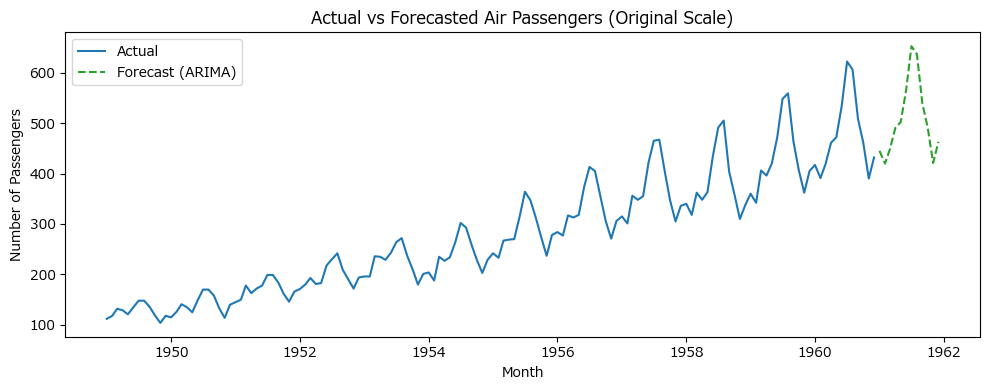 Actual vs Forecasted Air Passengers (Original Scale)
Actual
Forecast (ARIMA)
Number of Passengers
600
500
400
300
200
100
1950 1952 1954 1956 1958 1960 1962
Month